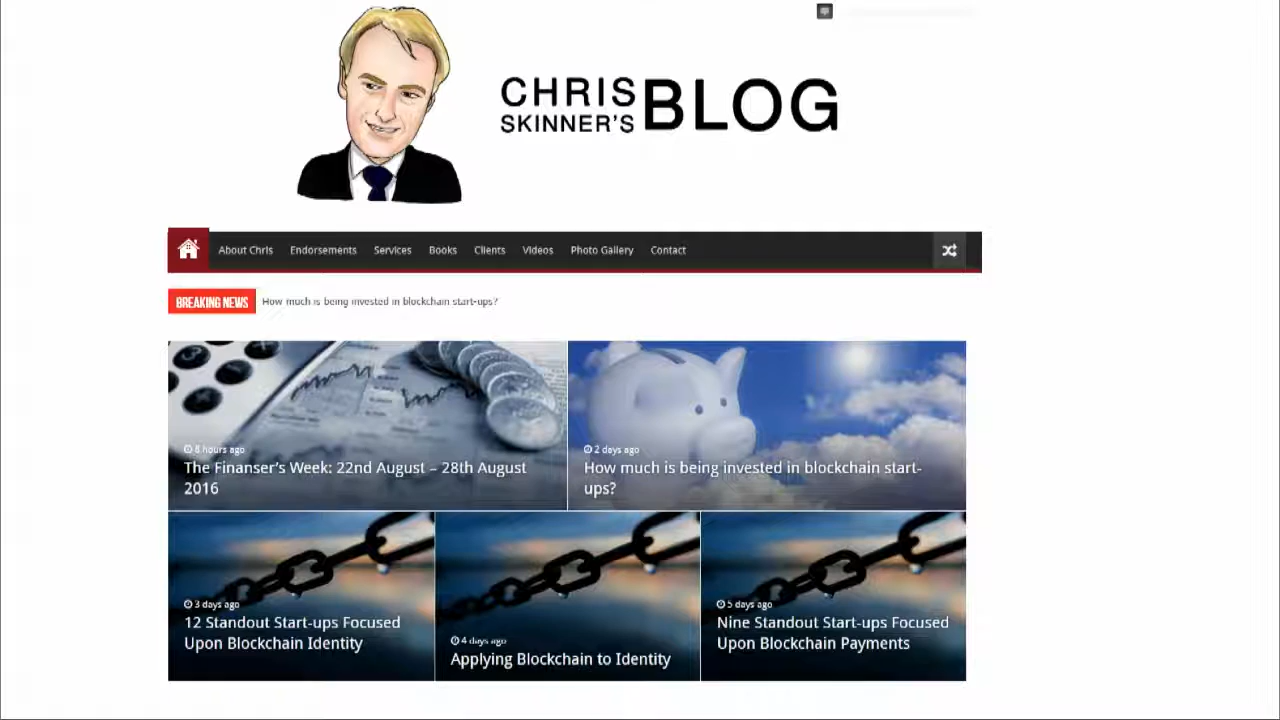 CHRIS
SKINNER'S
BLOG
About Chris Endorsements Services Books Clients Videos Photo Gallery Contact
BREAKING NEWS How much is being invested in blockchain start-ups?
8 hours ago
The Finanser's Week: 22nd August – 28th August
2016
2 days ago
How much is being invested in blockchain start-
ups?
3 days ago
12 Standout Start-ups Focused
Upon Blockchain Identity
4 days ago
Applying Blockchain to Identity
5 days ago
Nine Standout Start-ups Focused
Upon Blockchain Payments